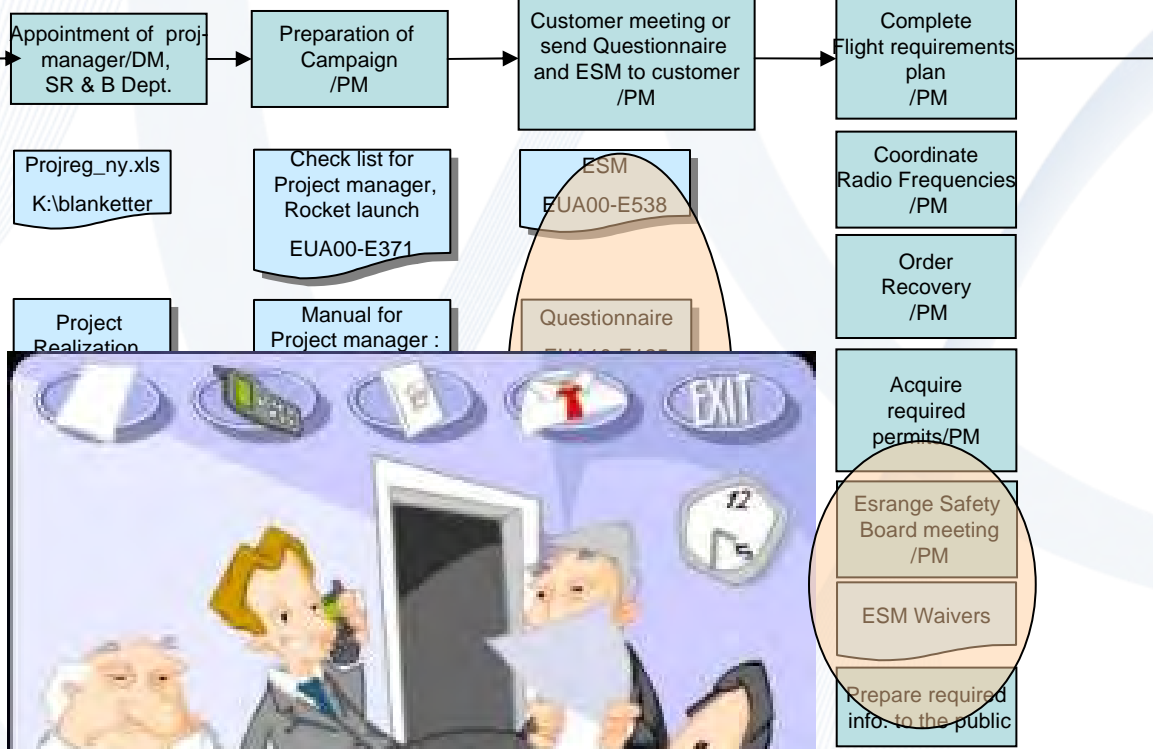 Appointment of proj-
manager/DM,
SR & B Dept.
Preparation of
Campaign
/PM
Customer meeting or
send Questionnaire
and ESM to customer
/PM
Complete
Flight requirements
plan
/PM
Projreg_ny.xls
K:\blanketter
Check list for
Project manager,
Rocket launch
EUA00-E371
ESM
EUA00-E538
Coordinate
Radio Frequencies
/PM
Order
Recovery
/PM
Project
Realization
Manual for
Project manager :
Questionnaire
Acquire
required
permits/PM
Esrange Safety
Board meeting
/PM
ESM Waivers
Prepare required
info. to the public
EXIT
12
5